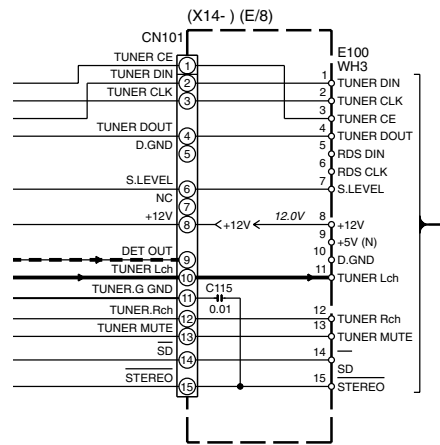 (X14- ) (E/8)
CN101
E100
WH3
TUNER CE 1
TUNER DIN 2
TUNER CLK 3
TUNER DOUT 4
D.GND 5
S.LEVEL 6
NC 7
+12V 8
DET OUT 9
TUNER Lch 10
TUNER.G GND 11
TUNER.Rch 12
TUNER MUTE 13
SD 14
STEREO 15
+12V 12.0V
C115
0.01
1 TUNER DIN
2 TUNER CLK
3 TUNER CE
4 TUNER DOUT
5 RDS DIN
6 RDS CLK
7 S.LEVEL
8 +12V
9 +5V (N)
10 D.GND
11 TUNER Lch
12 TUNER Rch
13 TUNER MUTE
14 SD
15 STEREO